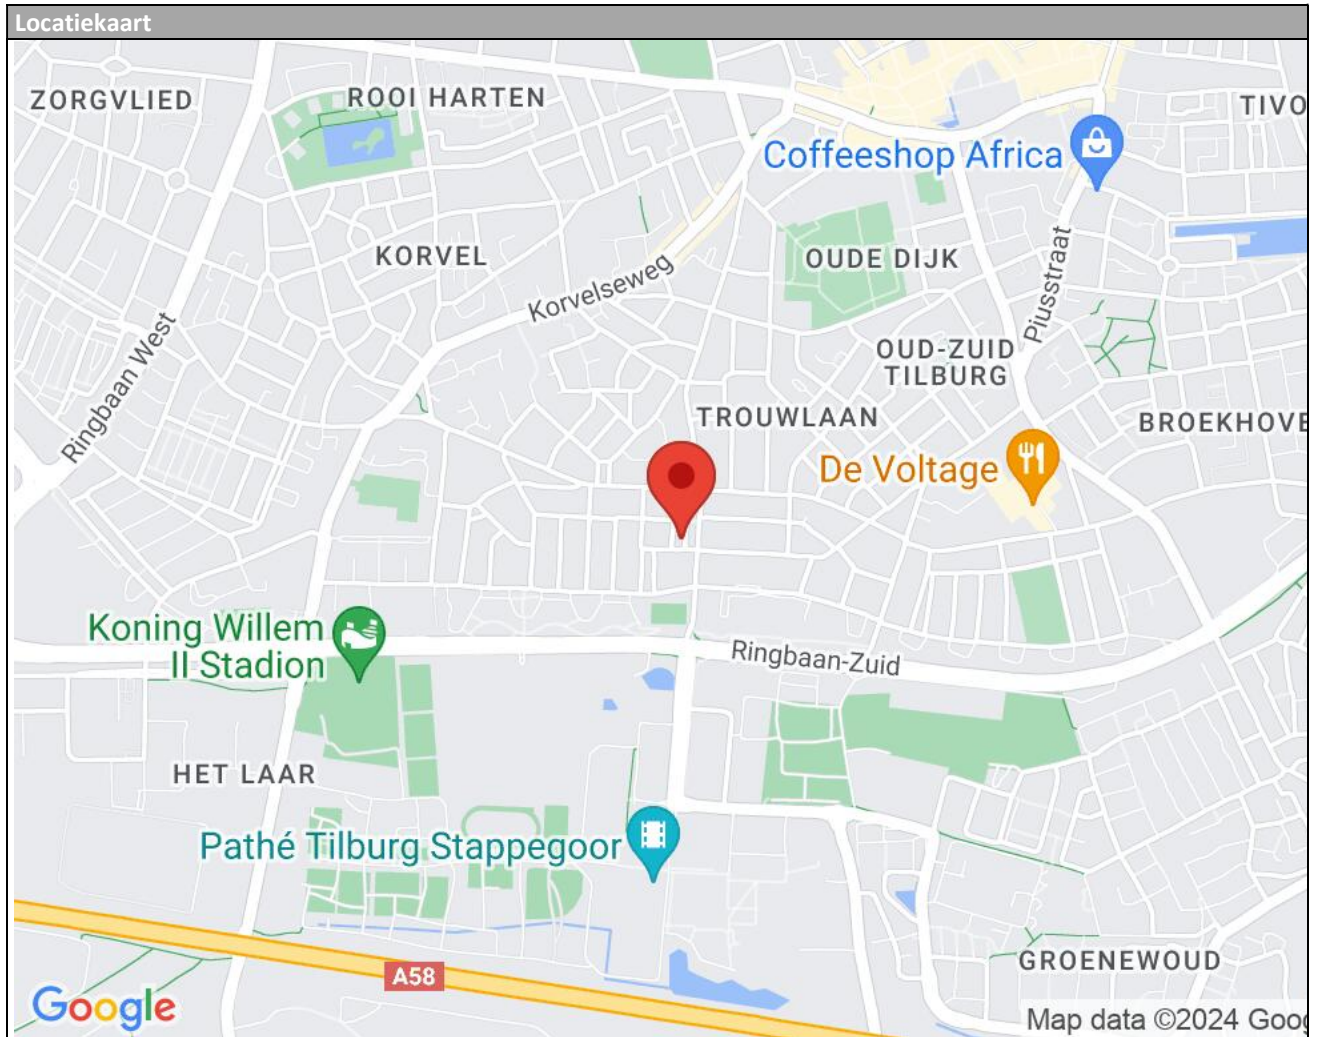 Locatiekaart
ZORGVLIED
ROOI HARTEN
TIVO
Coffeeshop Africa
KORVEL
OUDE DIJK
Korvelseweg
Piusstraat
Ringbaan West
OUD-ZUID
TILBURG
TROUWLAAN
BROEKHOVE
De Voltage
Koning Willem
II Stadion
Ringbaan-Zuid
HET LAAR
Pathé Tilburg Stappegoor
GROENEWOUD
A58
Google
Map data ©2024 Goog